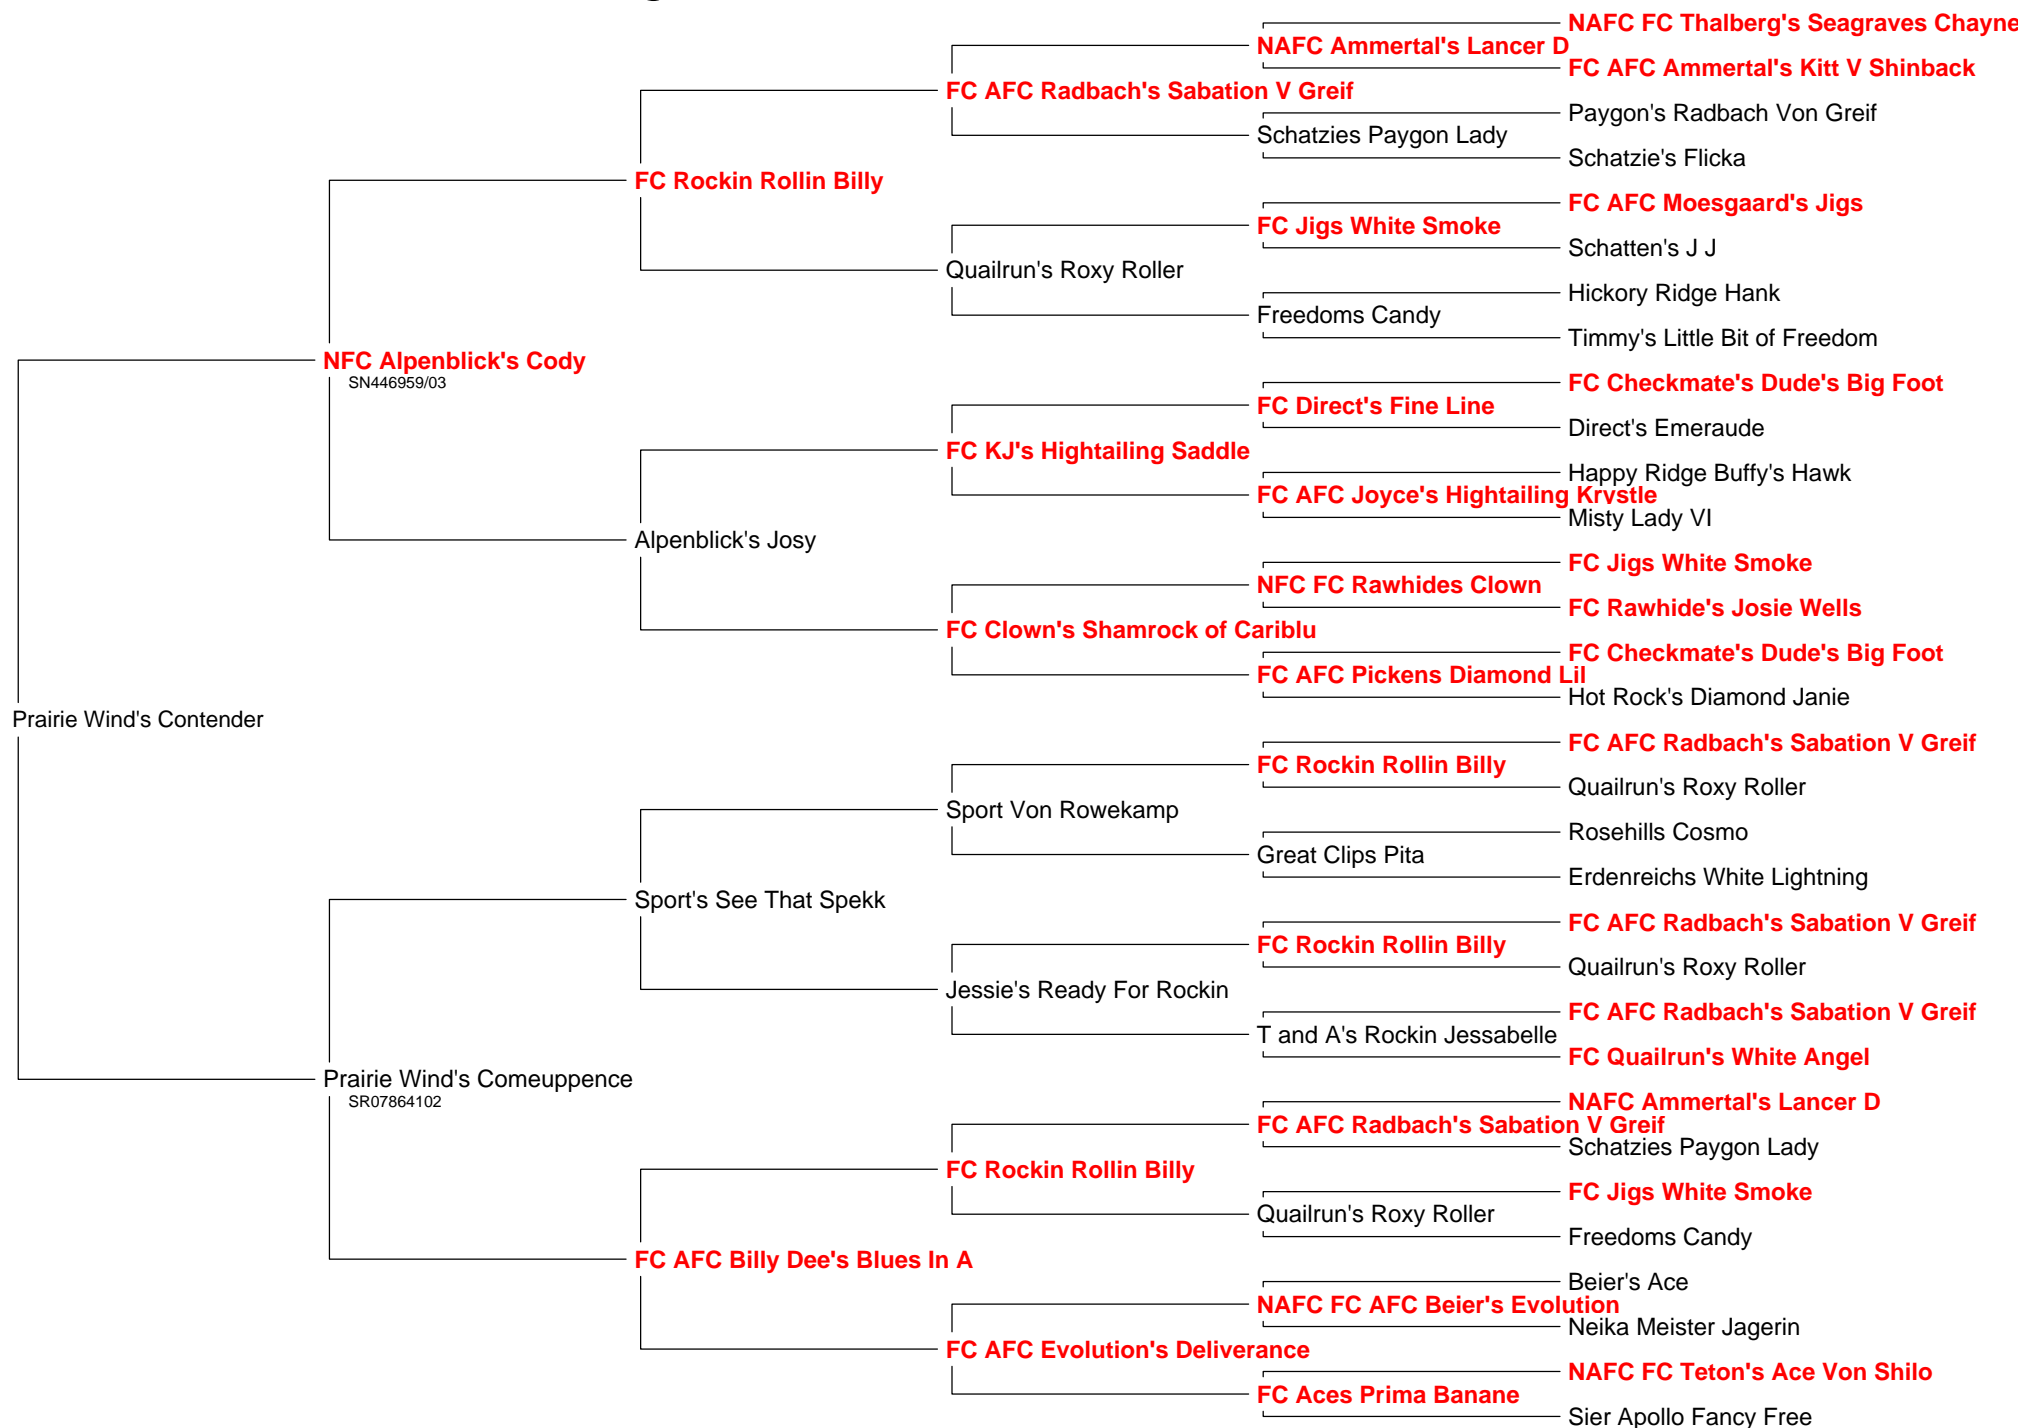 NAFC FC Thalberg's Seagraves Chayne
NAFC Ammertal's Lancer D
FC AFC Ammertal's Kitt V Shinback
FC AFC Radbach's Sabation V Greif
Paygon's Radbach Von Greif
Schatzies Paygon Lady
Schatzie's Flicka
FC Rockin Rollin Billy
FC AFC Moesgaard's Jigs
FC Jigs White Smoke
Schatten's J J
Quailrun's Roxy Roller
Hickory Ridge Hank
Freedoms Candy
Timmy's Little Bit of Freedom
NFC Alpenblick's Cody
SN446959/03
FC Checkmate's Dude's Big Foot
FC Direct's Fine Line
Direct's Emeraude
FC KJ's Hightailing Saddle
Happy Ridge Buffy's Hawk
FC AFC Joyce's Hightailing Krystle
Misty Lady VI
Alpenblick's Josy
FC Jigs White Smoke
NFC FC Rawhides Clown
FC Rawhide's Josie Wells
FC Clown's Shamrock of Cariblu
FC Checkmate's Dude's Big Foot
FC AFC Pickens Diamond Lil
Hot Rock's Diamond Janie
Prairie Wind's Contender
FC AFC Radbach's Sabation V Greif
FC Rockin Rollin Billy
Quailrun's Roxy Roller
Sport Von Rowekamp
Rosehills Cosmo
Great Clips Pita
Erdenreichs White Lightning
Sport's See That Spekk
FC AFC Radbach's Sabation V Greif
FC Rockin Rollin Billy
Quailrun's Roxy Roller
Jessie's Ready For Rockin
FC AFC Radbach's Sabation V Greif
T and A's Rockin Jessabelle
FC Quailrun's White Angel
Prairie Wind's Comeuppence
SR07864102
NAFC Ammertal's Lancer D
FC AFC Radbach's Sabation V Greif
Schatzies Paygon Lady
FC Rockin Rollin Billy
FC Jigs White Smoke
Quailrun's Roxy Roller
Freedoms Candy
FC AFC Billy Dee's Blues In A
Beier's Ace
NAFC FC AFC Beier's Evolution
Neika Meister Jagerin
FC AFC Evolution's Deliverance
NAFC FC Teton's Ace Von Shilo
FC Aces Prima Banane
Sier Apollo Fancy Free